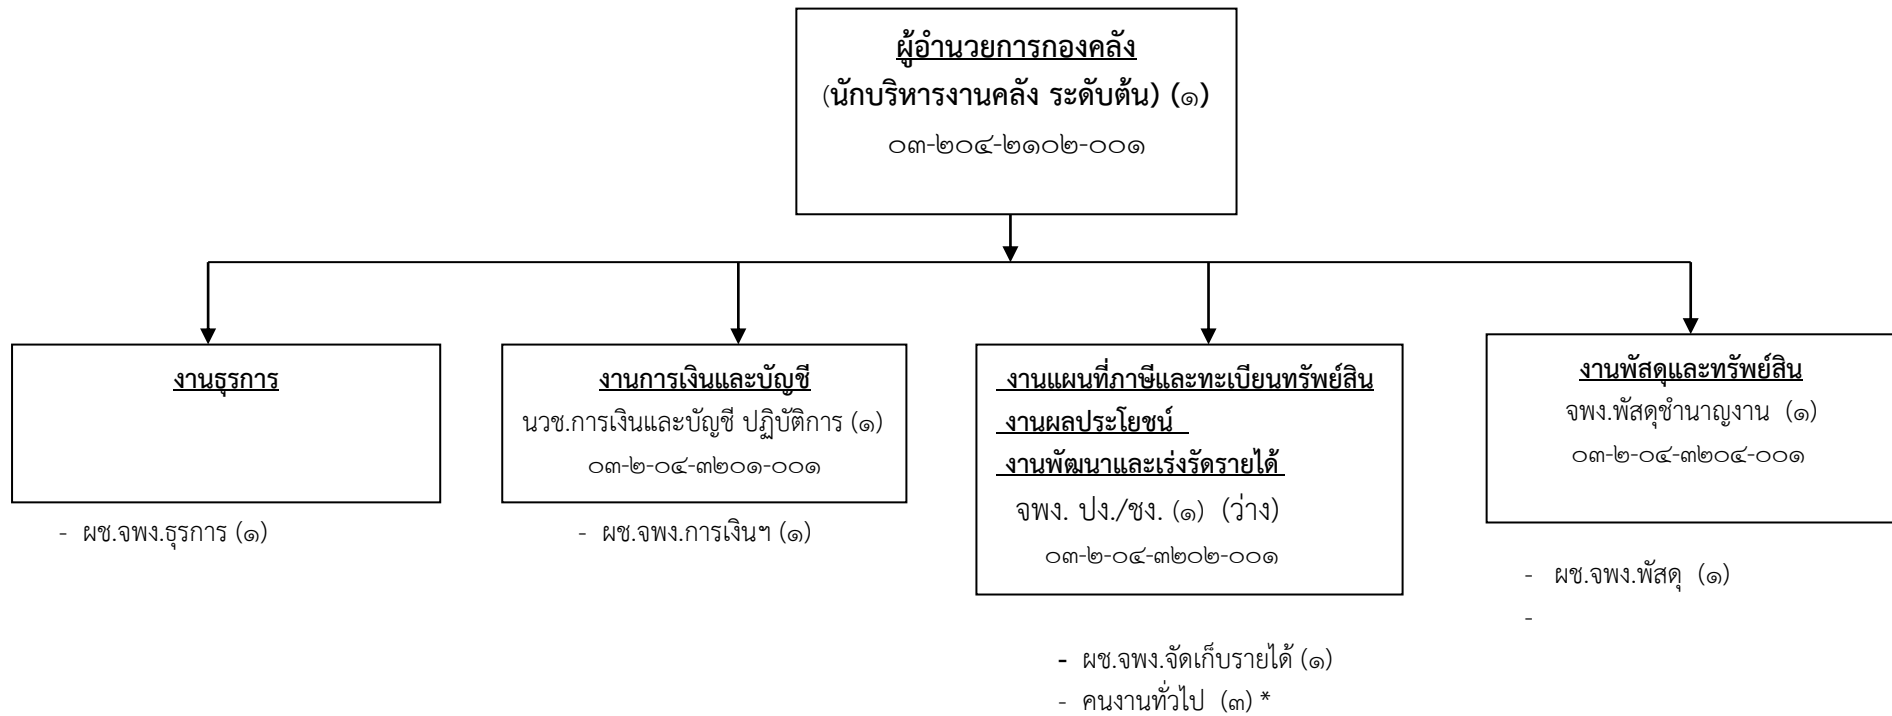 ผู้อำนวยการกองคลัง
(นักบริหารงานคลัง ระดับต้น) (๑)
๐๓-๒๐๔-๒๑๐๒-๐๐๑
งานธุรการ
- ผช.จพง.ธุรการ (๑)
งานการเงินและบัญชี
นวช.การเงินและบัญชี ปฏิบัติการ (๑)
๐๓-๒-๐๔-๓๒๐๑-๐๐๑
- ผช.จพง.การเงินฯ (๑)
งานแผนที่ภาษีและทะเบียนทรัพย์สิน
งานผลประโยชน์
งานพัฒนาและเร่งรัดรายได้
จพง. ปง./ชง. (๑) (ว่าง)
๐๓-๒-๐๔-๓๒๐๒-๐๐๑
- ผช.จพง.จัดเก็บรายได้ (๑)
- คนงานทั่วไป (๓) *
งานพัสดุและทรัพย์สิน
จพง.พัสดุชำนาญงาน (๑)
๐๓-๒-๐๔-๓๒๐๔-๐๐๑
- ผช.จพง.พัสดุ (๑)
-